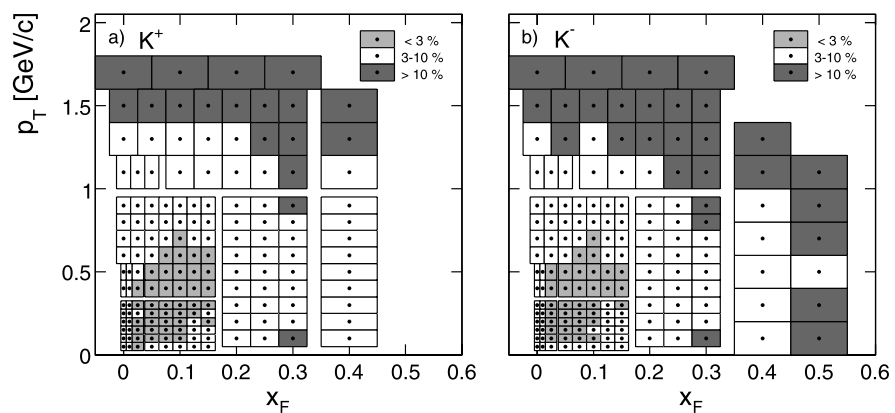 a) K⁺
< 3 %
3-10 %
> 10 %
p_T [GeV/c]
2
1.5
1
0.5
0
0 0.1 0.2 0.3 0.4 0.5 0.6
x_F
b) K⁻
< 3 %
3-10 %
> 10 %
0 0.1 0.2 0.3 0.4 0.5 0.6
x_F